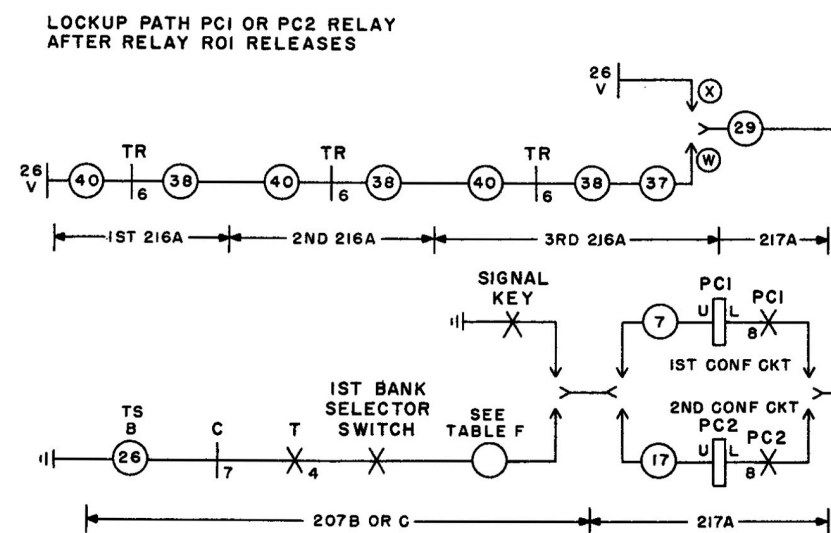 LOCKUP PATH PC1 OR PC2 RELAY
AFTER RELAY RO1 RELEASES
26
V
X
29
W
26
V
40
TR
6
38
40
TR
6
38
40
TR
6
38
37
1ST 216A
2ND 216A
3RD 216A
217A
SIGNAL
KEY
7
PC1
U
L
PC1
8
1ST CONF CKT
TS
B
26
C
7
T
4
1ST BANK
SELECTOR
SWITCH
SEE
TABLE F
2ND CONF CKT
17
PC2
U
L
PC2
8
207B OR C
217A